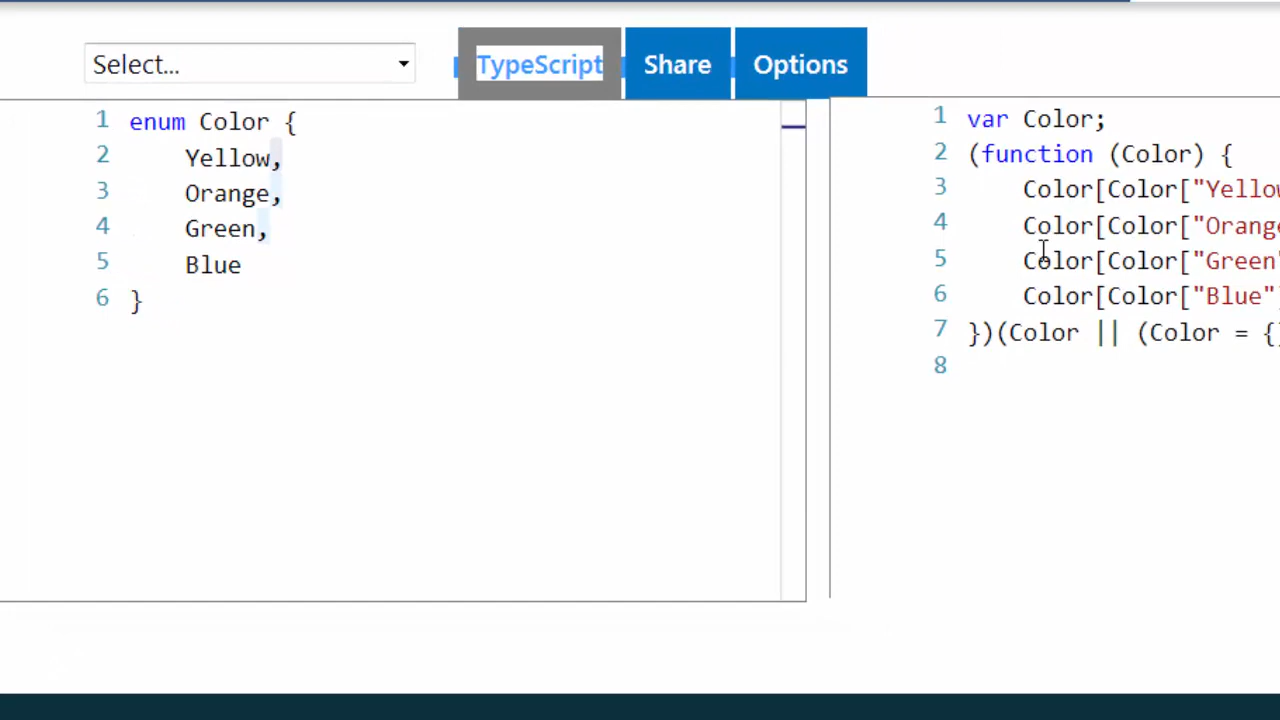 Select... TypeScript Share Options
1 enum Color {
2 Yellow,
3 Orange,
4 Green,
5 Blue
6 }
1 var Color;
2 (function (Color) {
3 Color[Color["Yellow
4 Color[Color["Orange
5 Color[Color["Green"
6 Color[Color["Blue"]
7 })(Color || (Color = {}
8